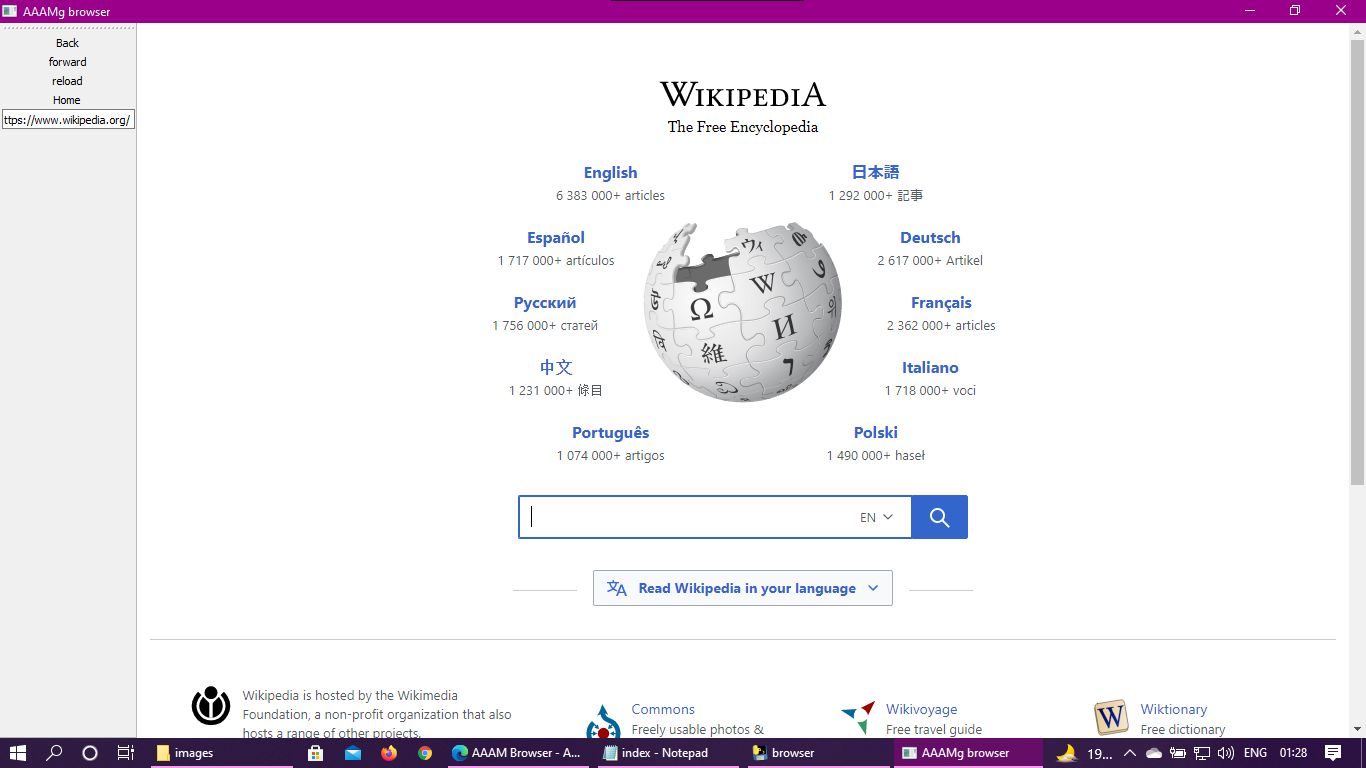 AAAMg browser
Back
forward
reload
Home
ttps://www.wikipedia.org/
WIKIPEDIA
The Free Encyclopedia
English
6 383 000+ articles
日本語
1 292 000+ 記事
Español
1 717 000+ artículos
Deutsch
2 617 000+ Artikel
Русский
1 756 000+ статей
Français
2 362 000+ articles
中文
1 231 000+ 條目
Italiano
1 718 000+ voci
Português
1 074 000+ artigos
Polski
1 490 000+ haseł
Ω
W
И
維
ウィ
EN
Read Wikipedia in your language
Wikipedia is hosted by the Wikimedia
Foundation, a non-profit organization that also
hosts a range of other projects.
Commons
Freely usable photos &
Wikivoyage
Free travel guide
W
Wiktionary
Free dictionary
images
AAAM Browser - A...
index - Notepad
browser
AAAMg browser
19...
ENG
01:28